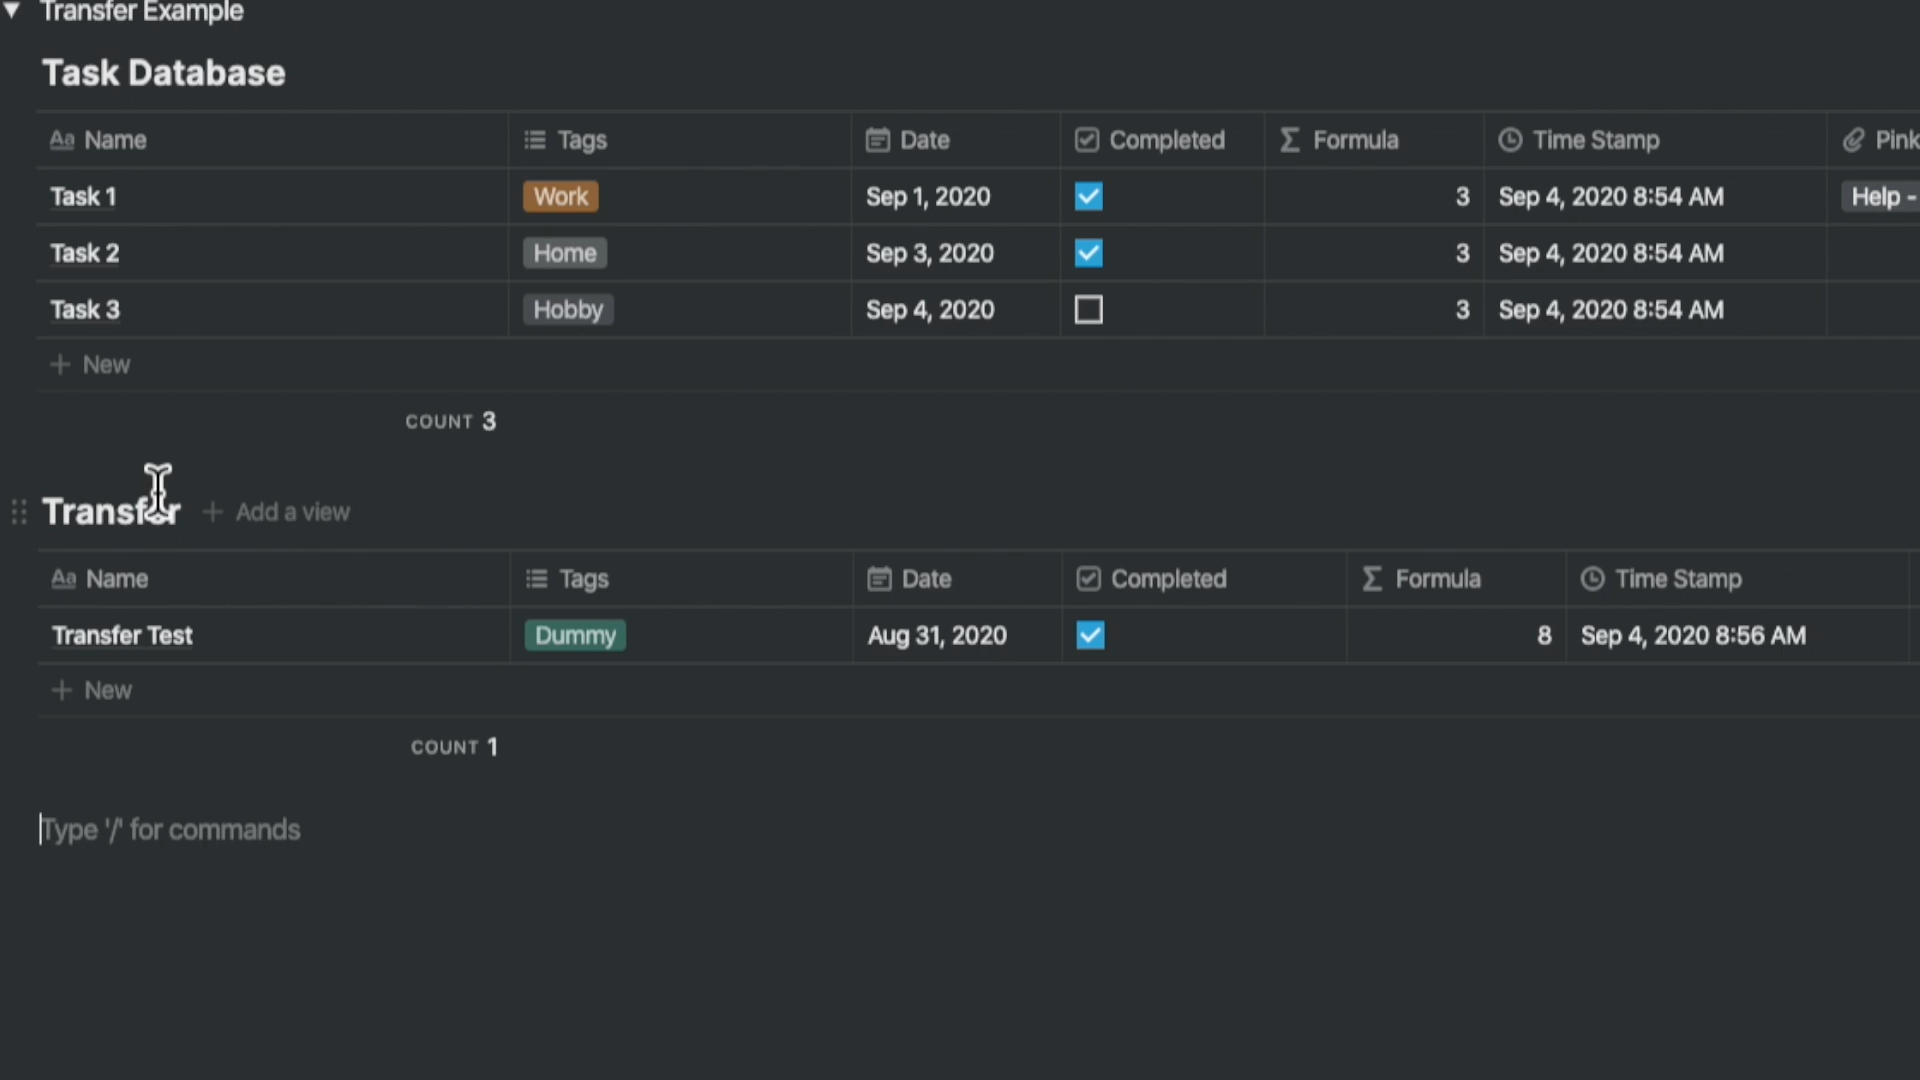 Transfer Example
Task Database
Aa Name Tags Date Completed Σ Formula Time Stamp Pink
Task 1 Work Sep 1, 2020 3 Sep 4, 2020 8:54 AM Help -
Task 2 Home Sep 3, 2020 3 Sep 4, 2020 8:54 AM
Task 3 Hobby Sep 4, 2020 3 Sep 4, 2020 8:54 AM
+ New
COUNT 3
Transfer + Add a view
Aa Name Tags Date Completed Σ Formula Time Stamp
Transfer Test Dummy Aug 31, 2020 8 Sep 4, 2020 8:56 AM
+ New
COUNT 1
Type '/' for commands